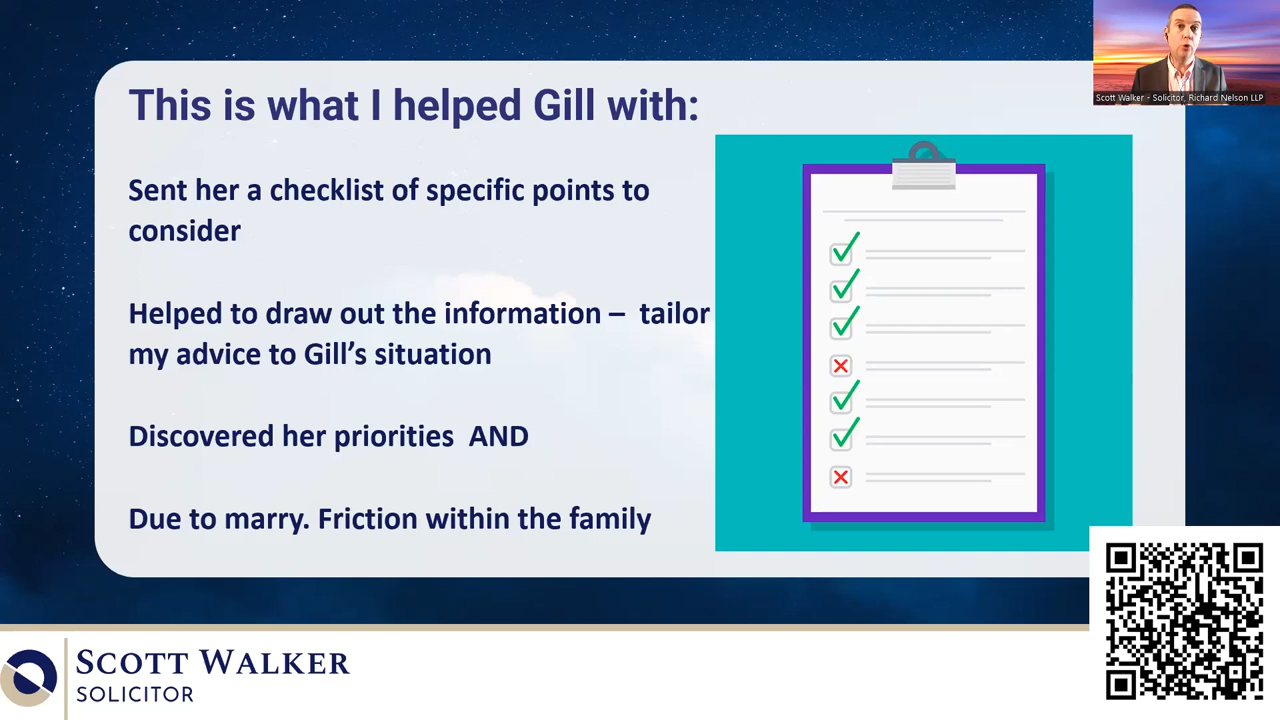 This is what I helped Gill with:
Sent her a checklist of specific points to
consider
Helped to draw out the information – tailor
my advice to Gill’s situation
Discovered her priorities AND
Due to marry. Friction within the family
Scott Walker - Solicitor, Richard Nelson LLP
SCOTT WALKER
SOLICITOR